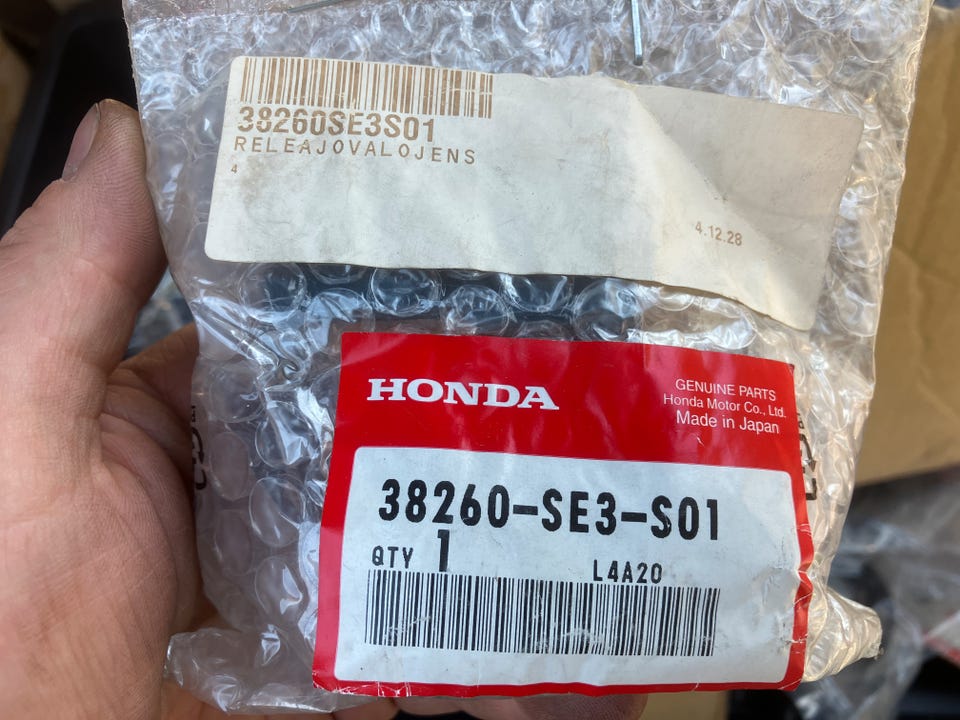 38260SE3S01
RELEAJOVALOJENS
4
4.12.28
HONDA
GENUINE PARTS
Honda Motor Co., Ltd.
Made in Japan
38260-SE3-S01
QTY 1 L4A20